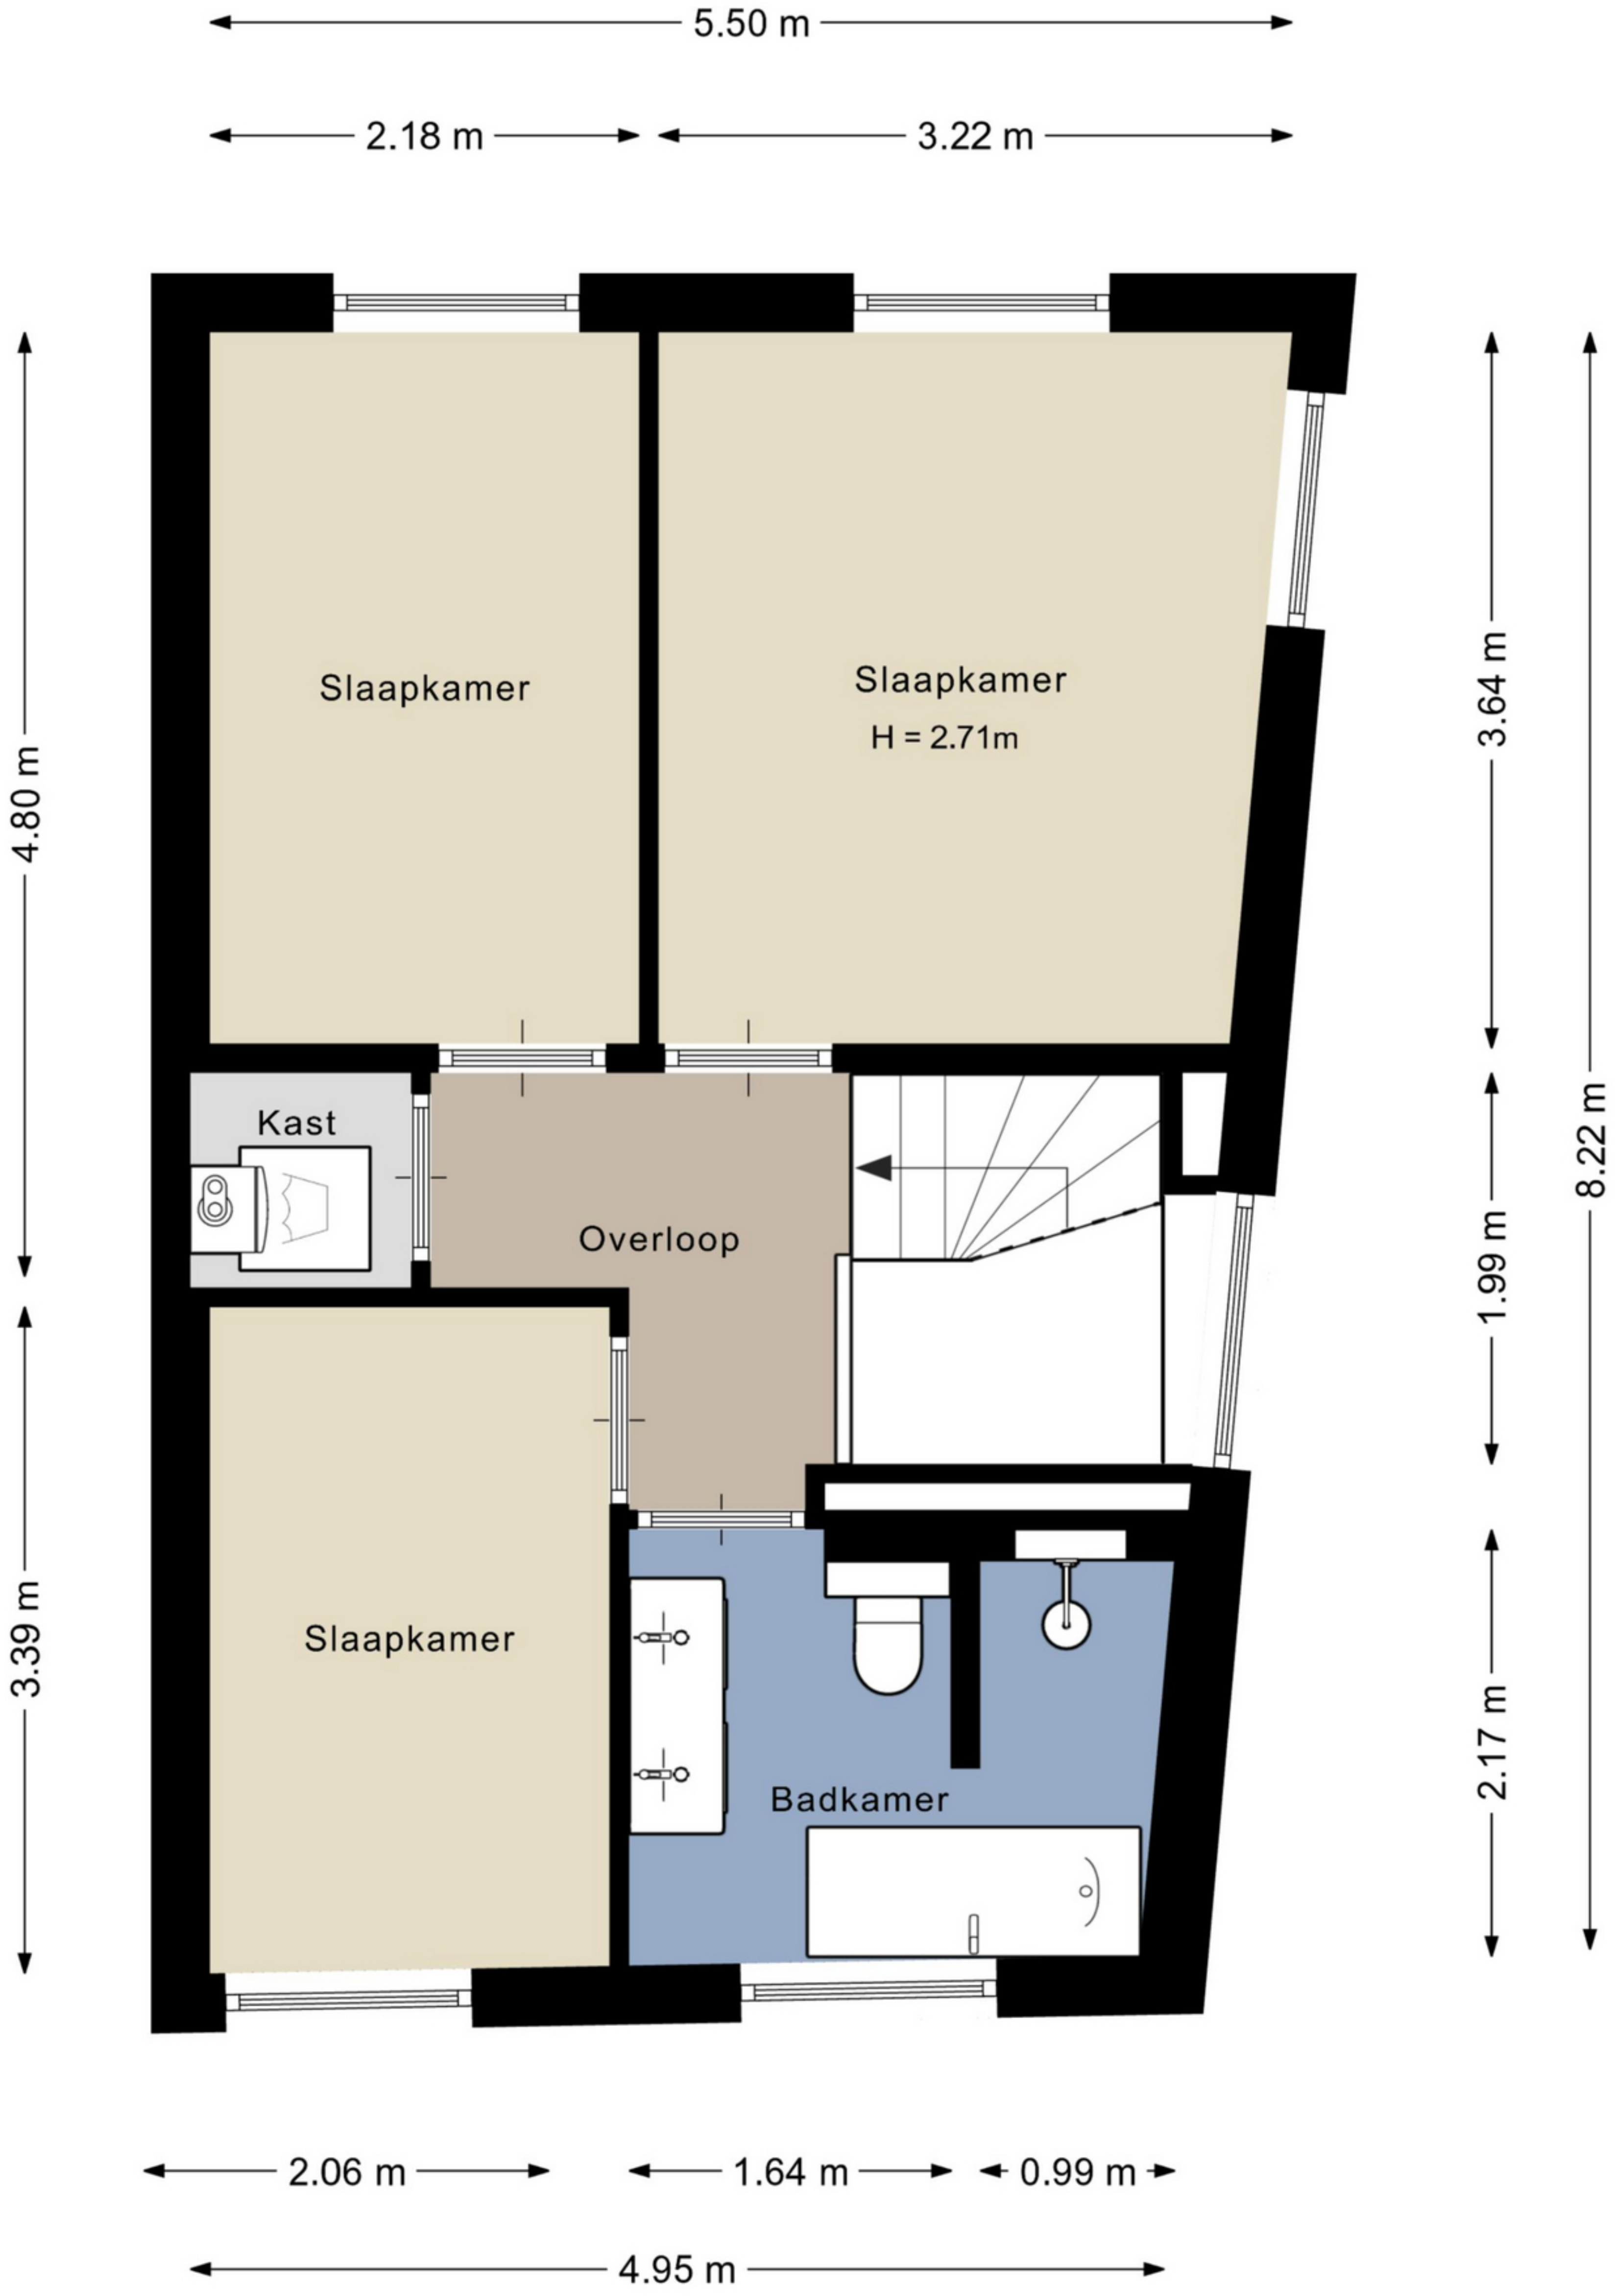 5.50 m
2.18 m
3.22 m
Slaapkamer
Slaapkamer
H = 2.71m
4.80 m
3.64 m
8.22 m
Kast
Overloop
1.99 m
Slaapkamer
3.39 m
Badkamer
2.17 m
2.06 m
1.64 m
0.99 m
4.95 m